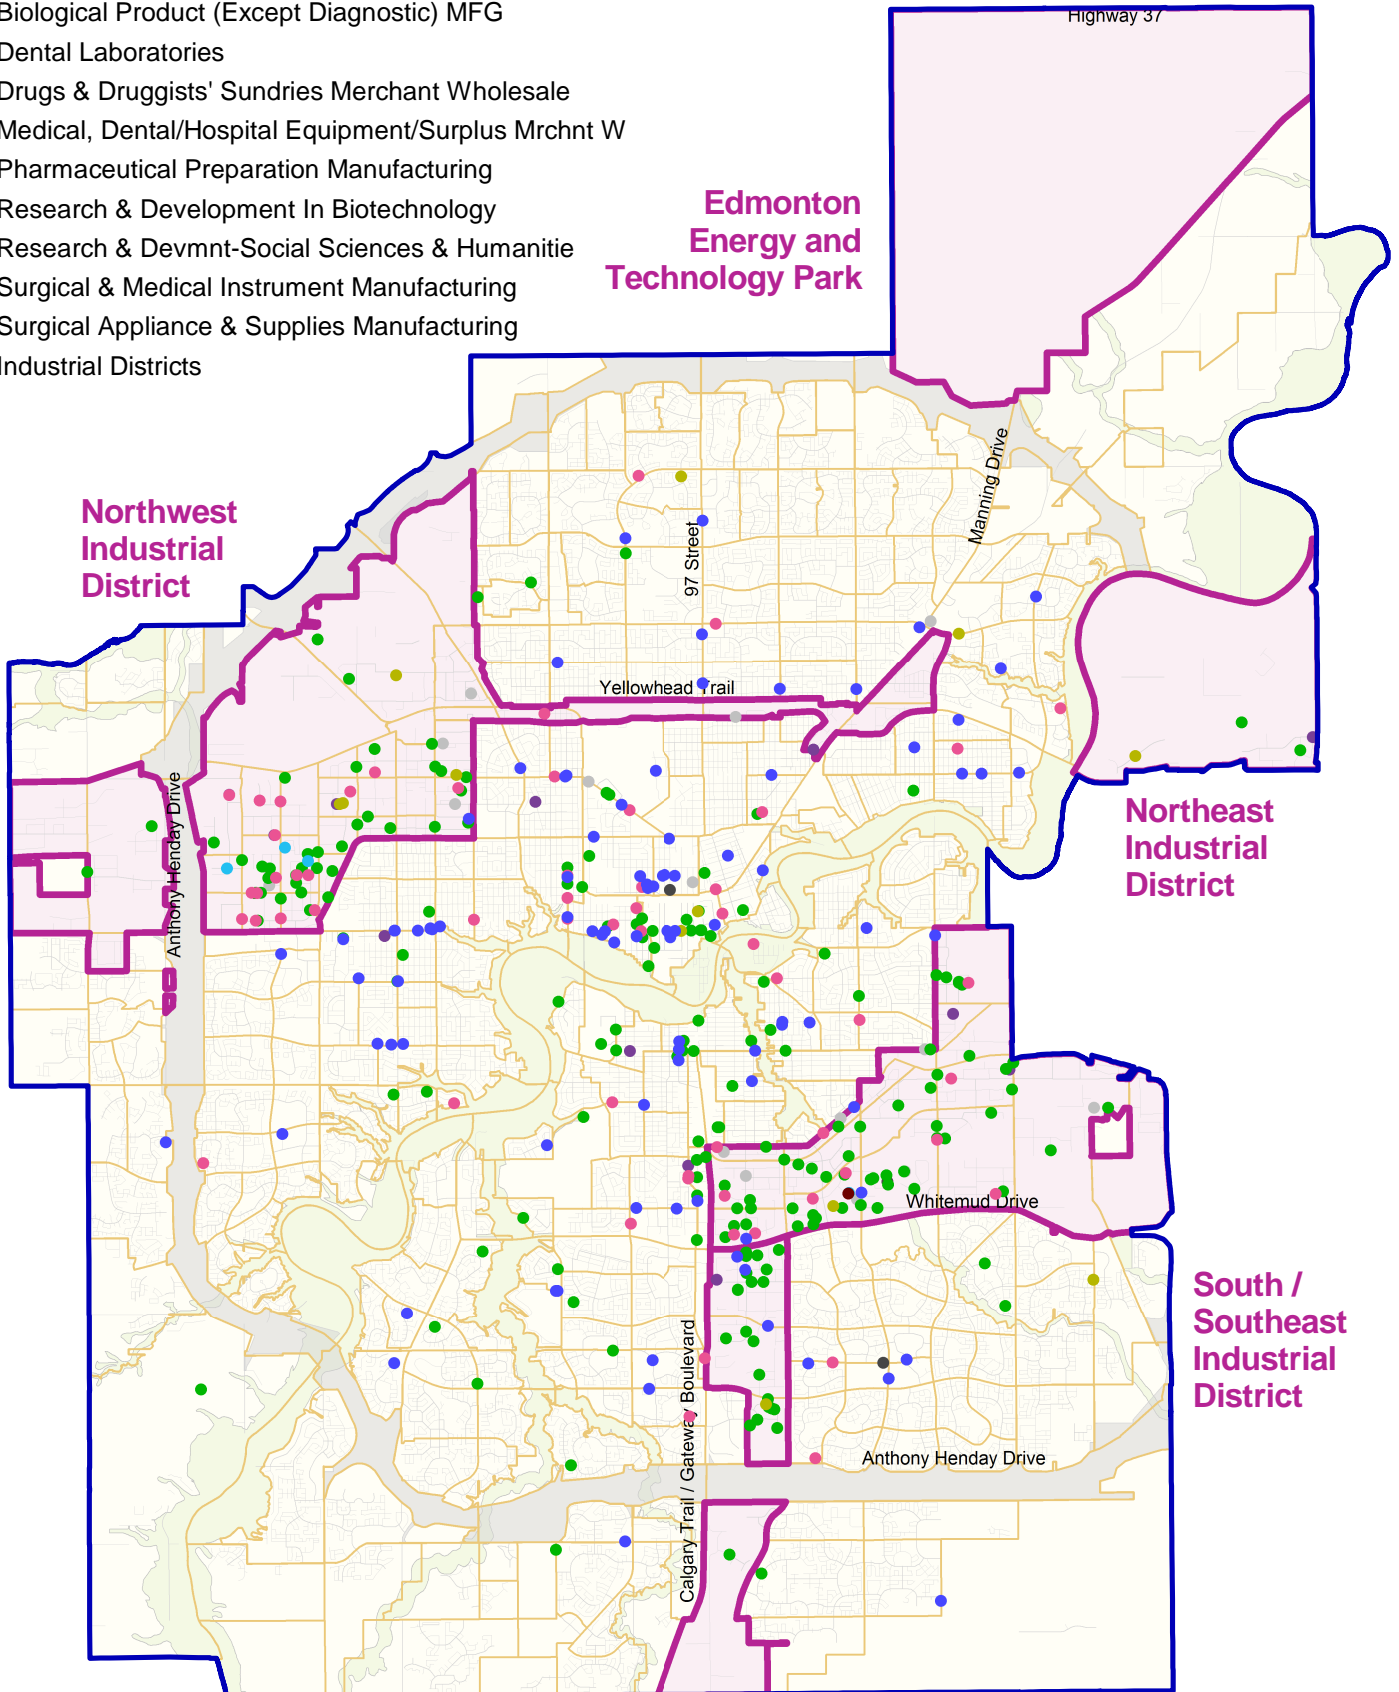 Biological Product (Except Diagnostic) MFG
Dental Laboratories
Drugs & Druggists' Sundries Merchant Wholesale
Medical, Dental/Hospital Equipment/Surplus Mrchnt W
Pharmaceutical Preparation Manufacturing
Research & Development In Biotechnology
Research & Devmnt-Social Sciences & Humanitie
Surgical & Medical Instrument Manufacturing
Surgical Appliance & Supplies Manufacturing
Industrial Districts
Highway 37
Edmonton
Energy and
Technology Park
Manning Drive
Northwest
Industrial
District
97 Street
Yellowhead Trail
Anthony Henday Drive
Northeast
Industrial
District
Whitemud Drive
South /
Southeast
Industrial
District
Calgary Trail / Gateway Boulevard
Anthony Henday Drive